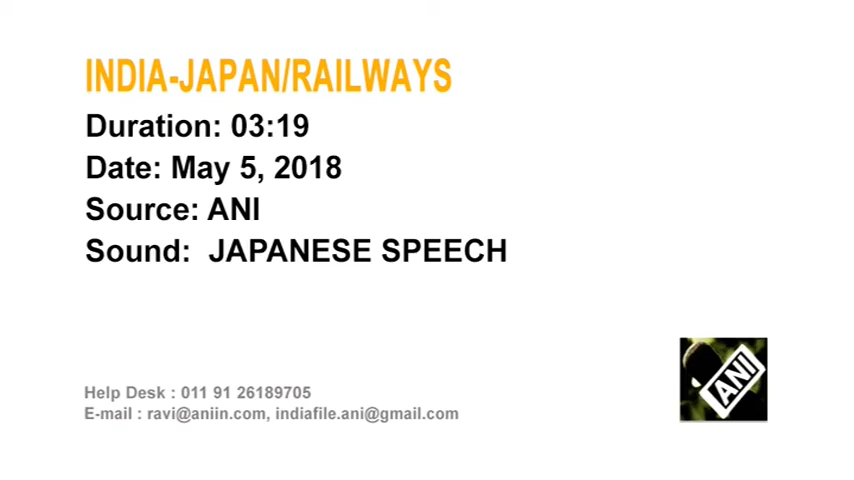 INDIA-JAPAN/RAILWAYS
Duration: 03:19
Date: May 5, 2018
Source: ANI
Sound: JAPANESE SPEECH
Help Desk : 011 91 26189705
E-mail : ravi@aniin.com, indiafile.ani@gmail.com
ANI